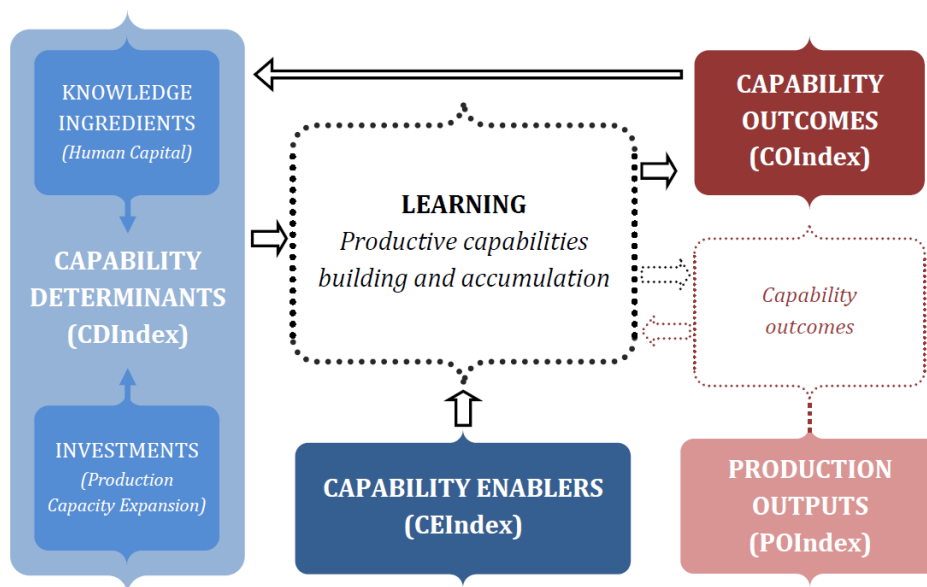 KNOWLEDGE
INGREDIENTS
(Human Capital)
CAPABILITY
DETERMINANTS
(CDIndex)
INVESTMENTS
(Production
Capacity Expansion)
LEARNING
Productive capabilities
building and accumulation
CAPABILITY ENABLERS
(CEIndex)
CAPABILITY
OUTCOMES
(COIndex)
Capability
outcomes
PRODUCTION
OUTPUTS
(POIndex)